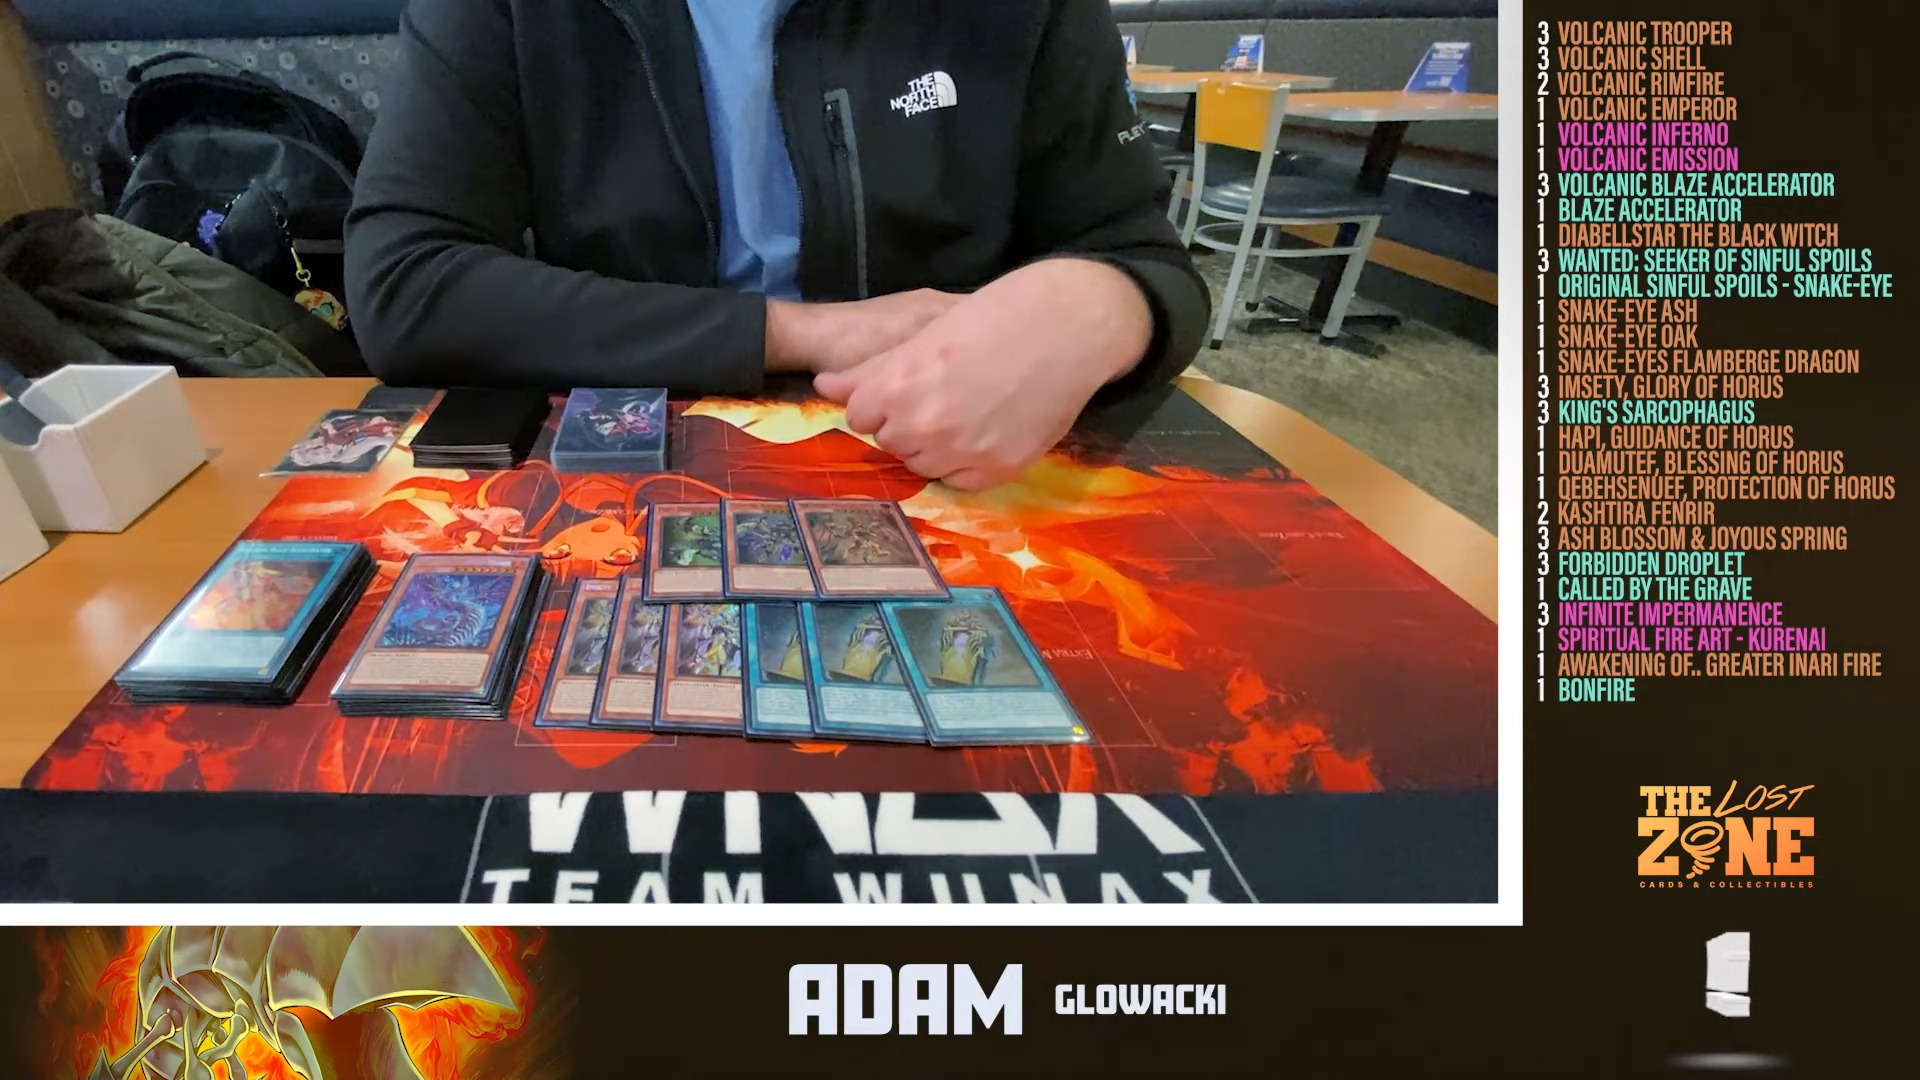 THE
NORTH
FACE
3 VOLCANIC TROOPER
3 VOLCANIC SHELL
2 VOLCANIC RIMFIRE
1 VOLCANIC EMPEROR
1 VOLCANIC INFERNO
1 VOLCANIC EMISSION
3 VOLCANIC BLAZE ACCELERATOR
1 BLAZE ACCELERATOR
1 DIABELLSTAR THE BLACK WITCH
3 WANTED: SEEKER OF SINFUL SPOILS
1 ORIGINAL SINFUL SPOILS - SNAKE-EYE
1 SNAKE-EYE ASH
1 SNAKE-EYE OAK
1 SNAKE-EYES FLAMBERGE DRAGON
3 IMSETY, GLORY OF HORUS
3 KING'S SARCOPHAGUS
1 HAPI, GUIDANCE OF HORUS
1 DUAMUTEF, BLESSING OF HORUS
1 QEBEHSENUEF, PROTECTION OF HORUS
2 KASHTIRA FENRIR
3 ASH BLOSSOM & JOYOUS SPRING
3 FORBIDDEN DROPLET
1 CALLED BY THE GRAVE
3 INFINITE IMPERMANENCE
1 SPIRITUAL FIRE ART - KURENAI
1 AWAKENING OF.. GREATER INARI FIRE
1 BONFIRE
THE LOST
ZONE
CARDS & COLLECTIBLES
TEAM WUNAX
ADAM GLOWACKI